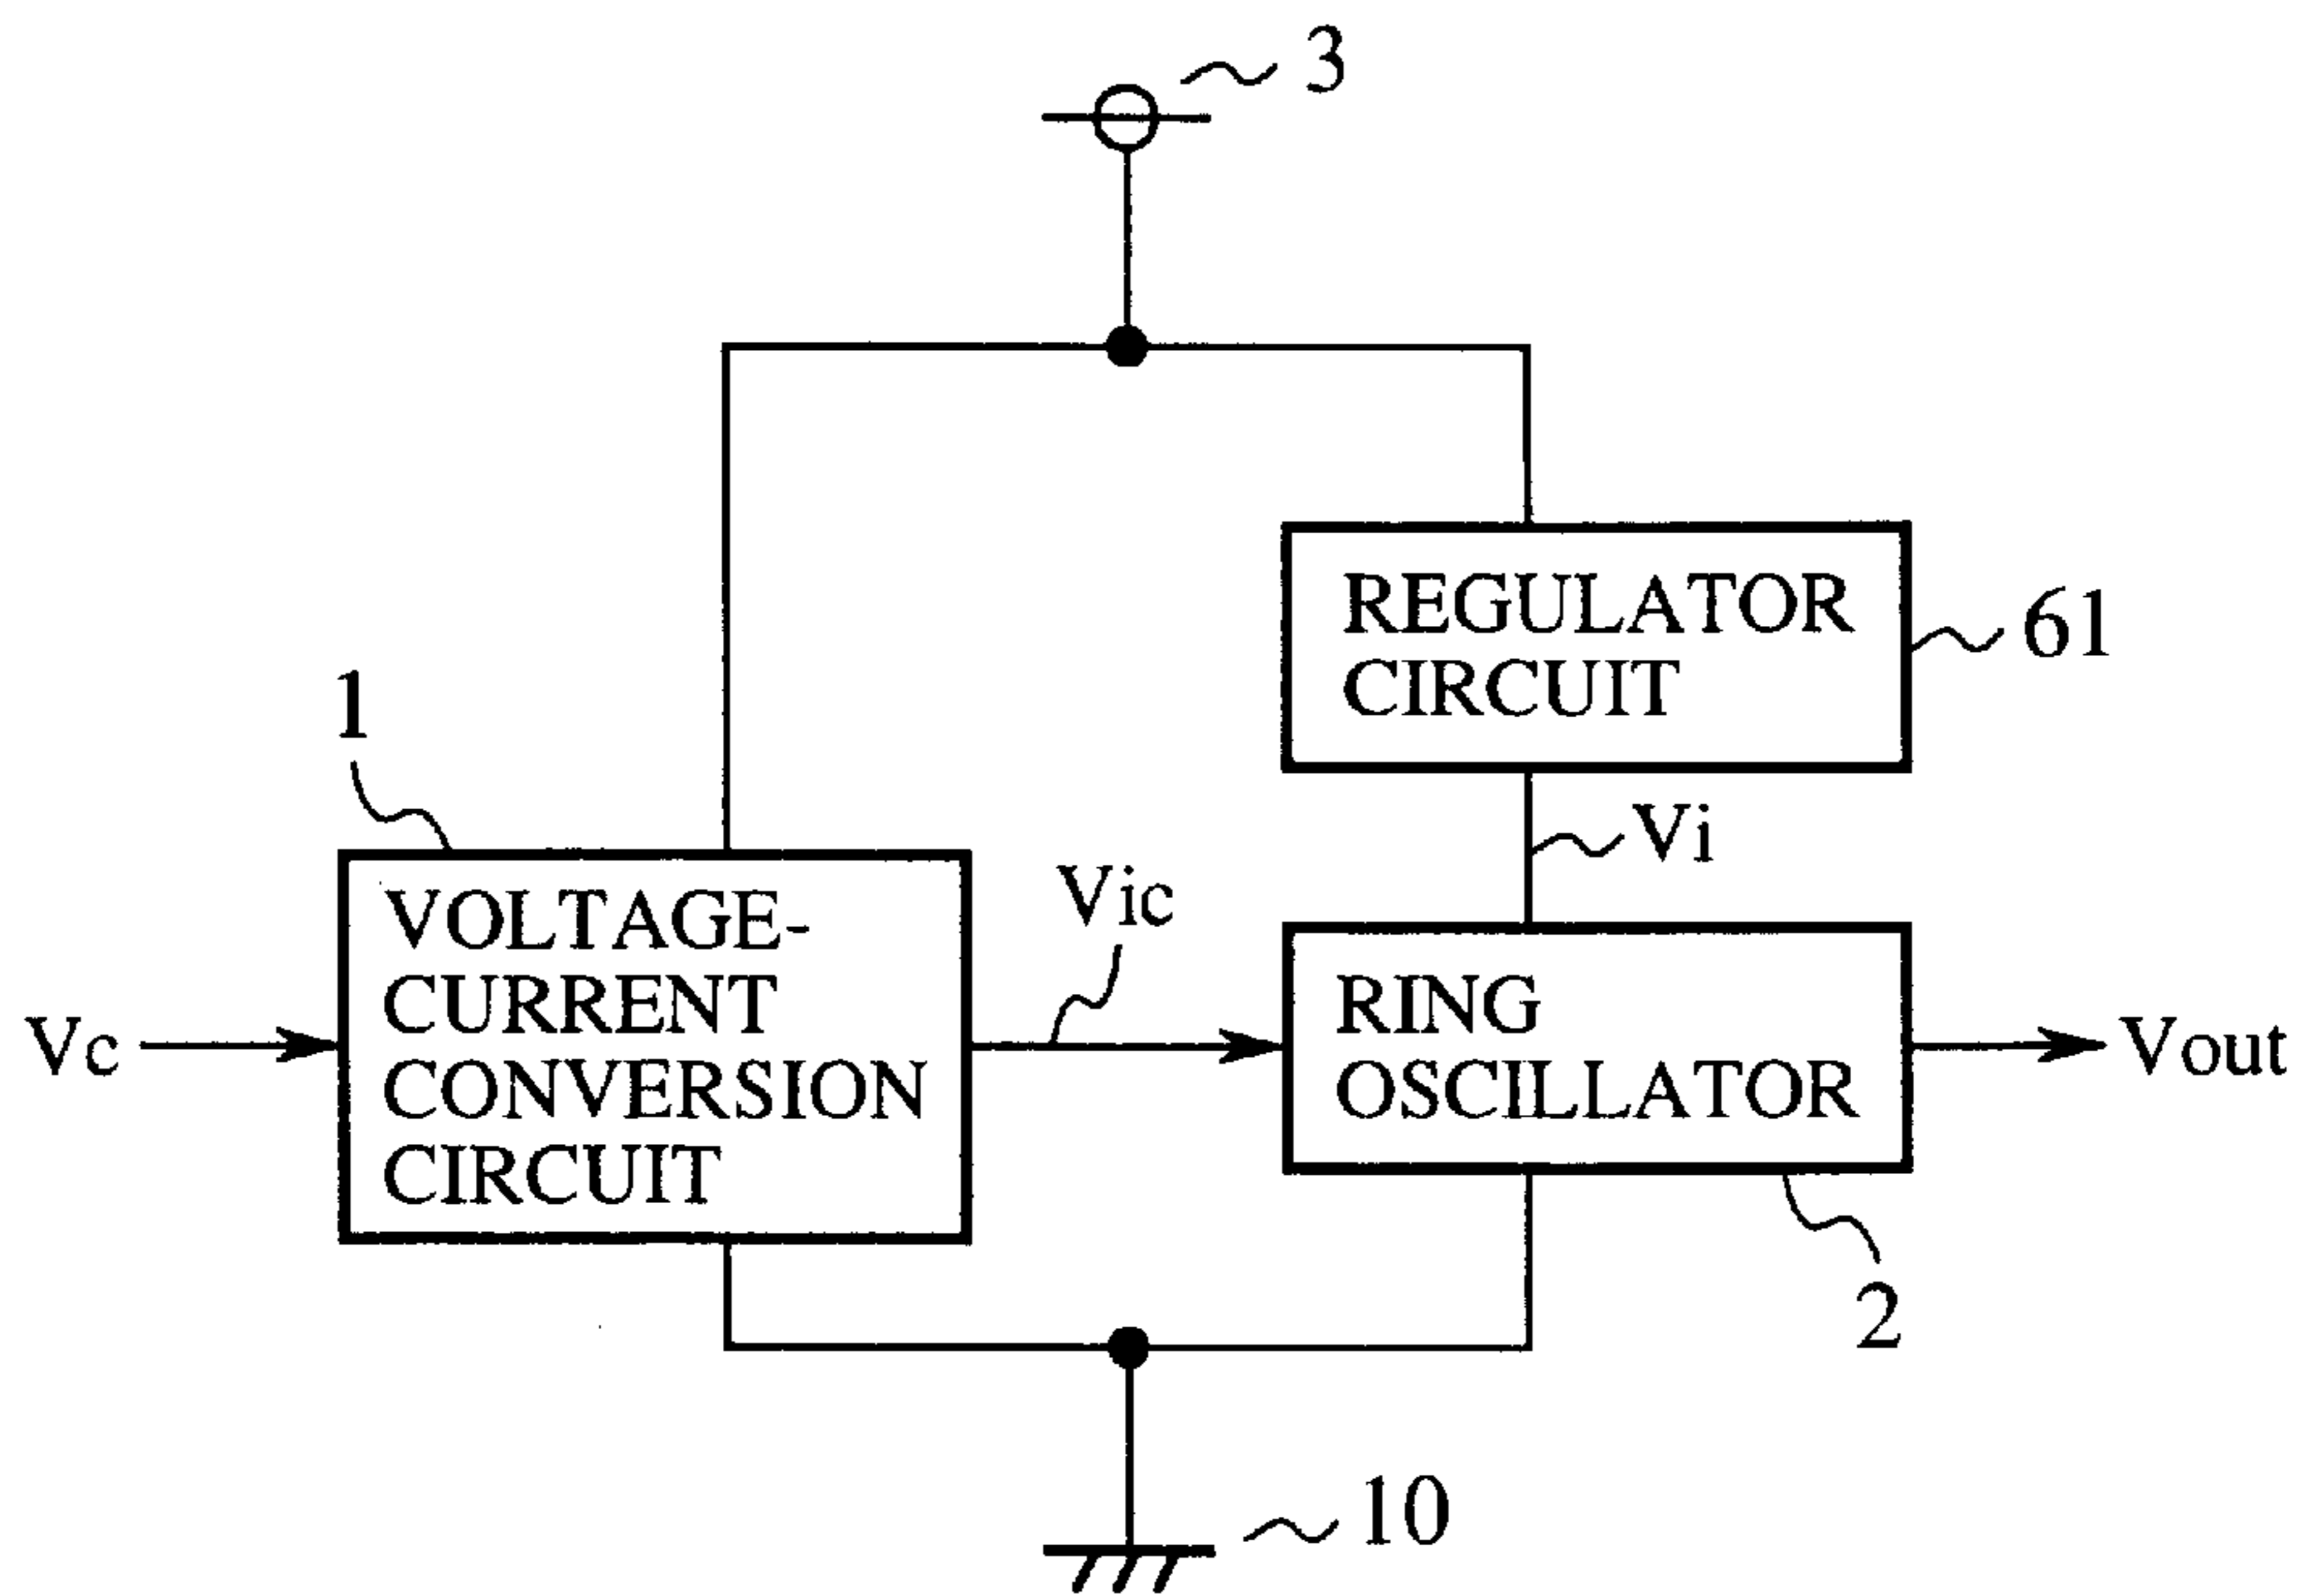 3
REGULATOR
CIRCUIT
61
1
Vi
VOLTAGE-
CURRENT
CONVERSION
CIRCUIT
Vic
RING
OSCILLATOR
Vc
Vout
2
10